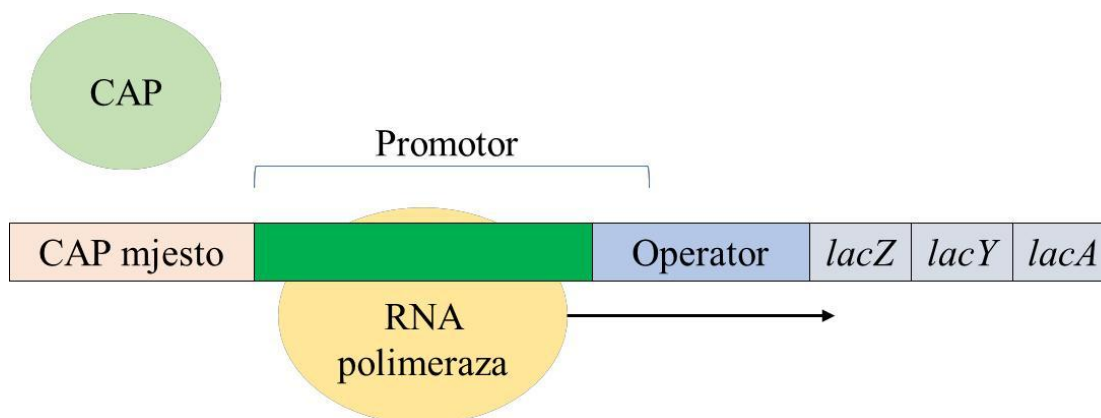 CAP
Promotor
CAP mjesto
Operator
lacZ
lacY
lacA
RNA
polimeraza